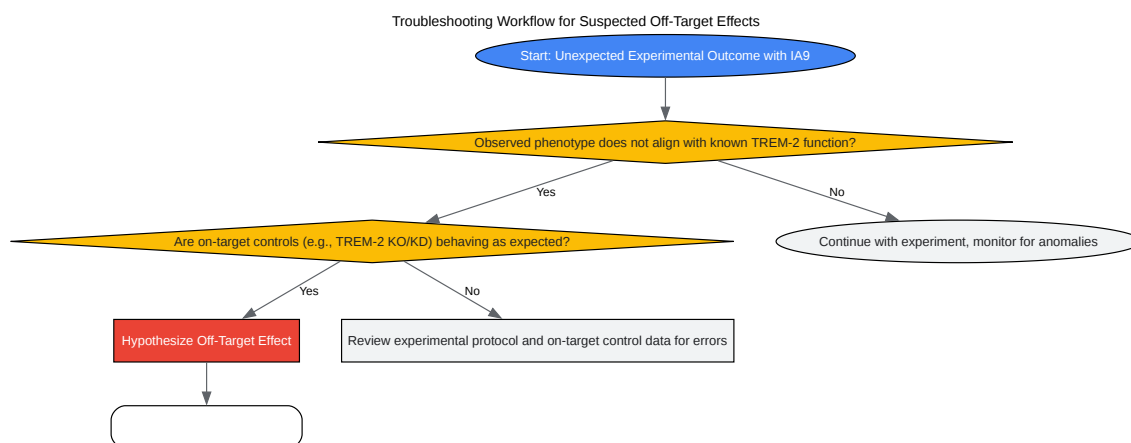 Troubleshooting Workflow for Suspected Off-Target Effects
Start: Unexpected Experimental Outcome with IA9
Observed phenotype does not align with known TREM-2 function?
Yes
No
Are on-target controls (e.g., TREM-2 KO/KD) behaving as expected?
Continue with experiment, monitor for anomalies
Yes
No
Hypothesize Off-Target Effect
Review experimental protocol and on-target control data for errors